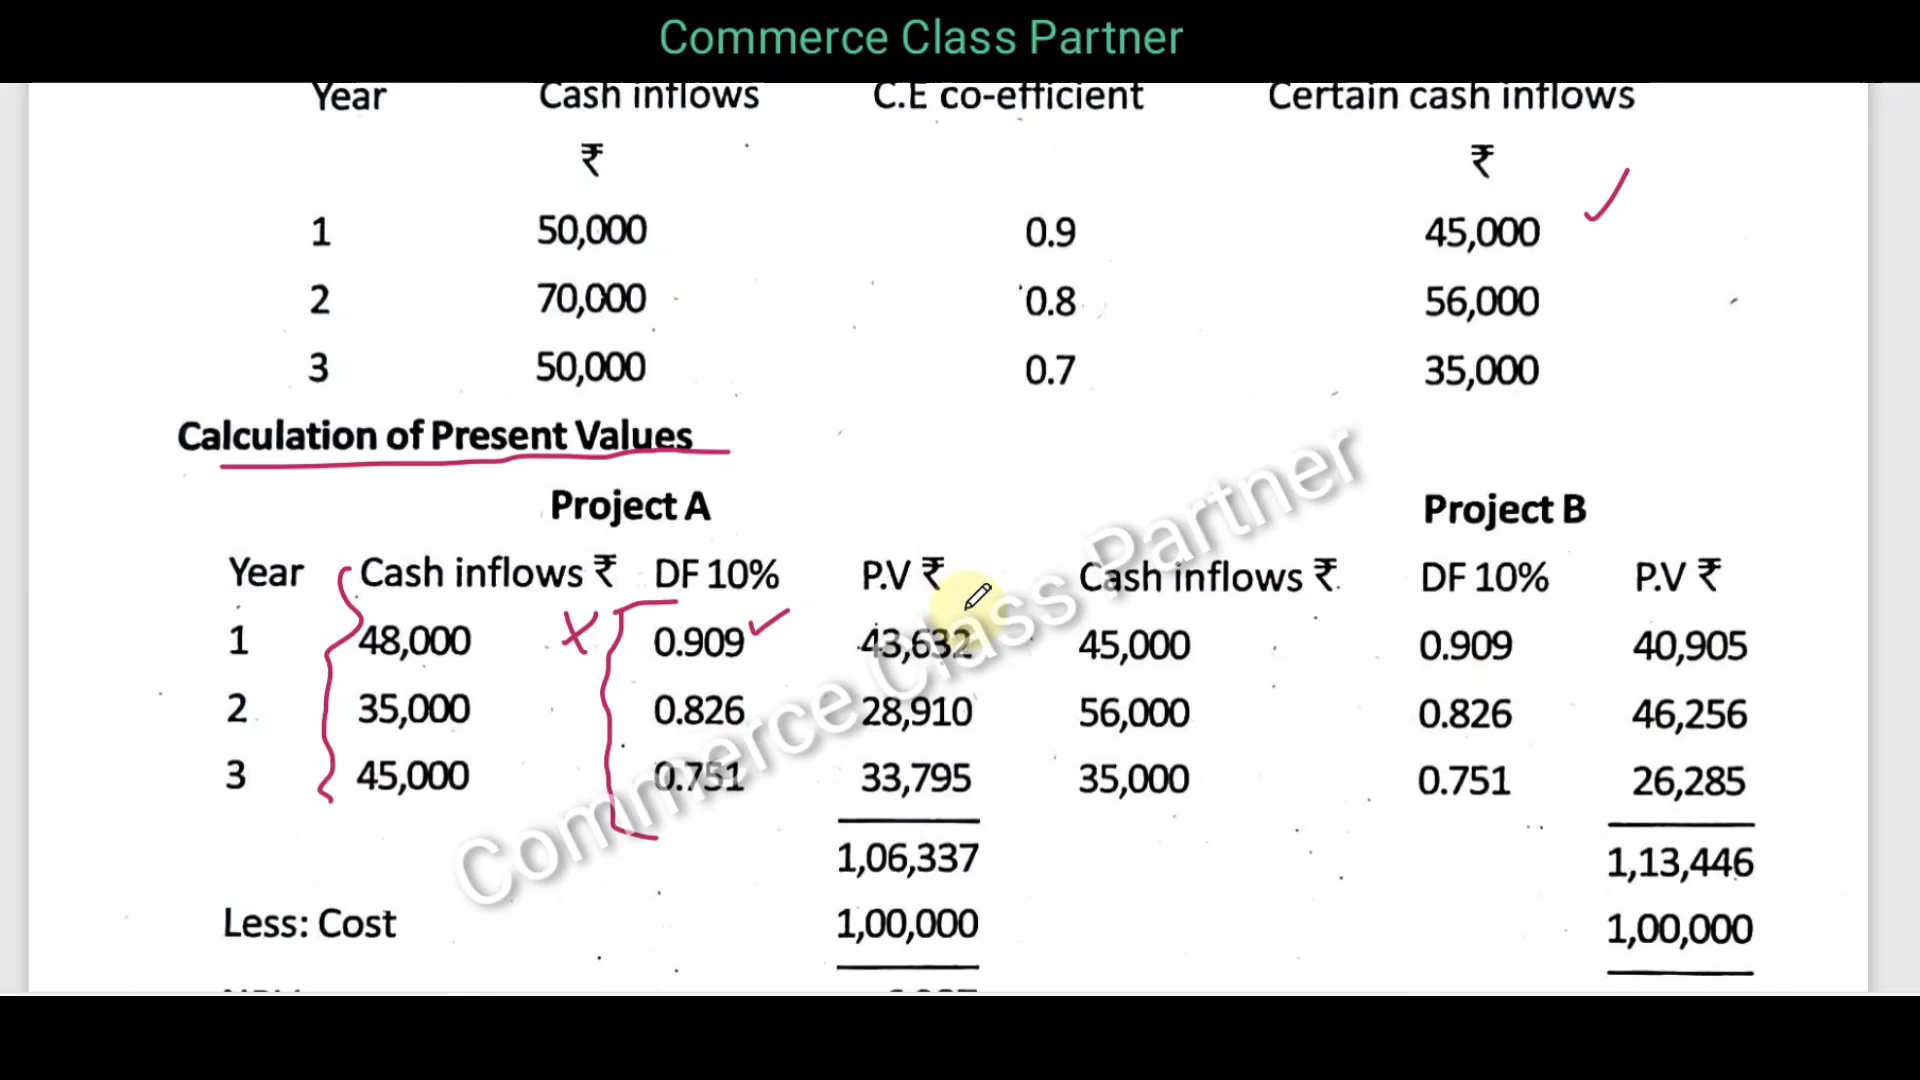 Commerce Class Partner
Year Cash inflows C.E co-efficient Certain cash inflows
₹ ₹
1 50,000 0.9 45,000
2 70,000 0.8 56,000
3 50,000 0.7 35,000
Calculation of Present Values
Project A Project B
Year Cash inflows ₹ DF 10% P.V ₹ Cash inflows ₹ DF 10% P.V ₹
1 48,000 0.909 43,632 45,000 0.909 40,905
2 35,000 0.826 28,910 56,000 0.826 46,256
3 45,000 0.751 33,795 35,000 0.751 26,285
1,06,337 1,13,446
Less: Cost 1,00,000 1,00,000
Commerce Class Partner